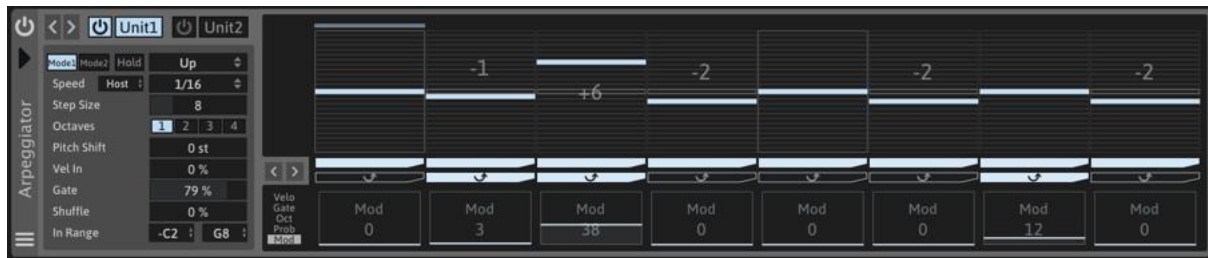 Unit1 Unit2
Mode1 Mode2 Hold Up
Speed Host 1/16
Step Size 8
Octaves 1 2 3 4
Pitch Shift 0 st
Vel In 0 %
Gate 79 %
Shuffle 0 %
In Range -C2 G8
Arpeggiator
-1 +6 -2 -2 -2
Velo
Gate
Oct
Prob
Mod
Mod Mod Mod Mod Mod Mod Mod Mod
0 3 38 0 0 0 12 0